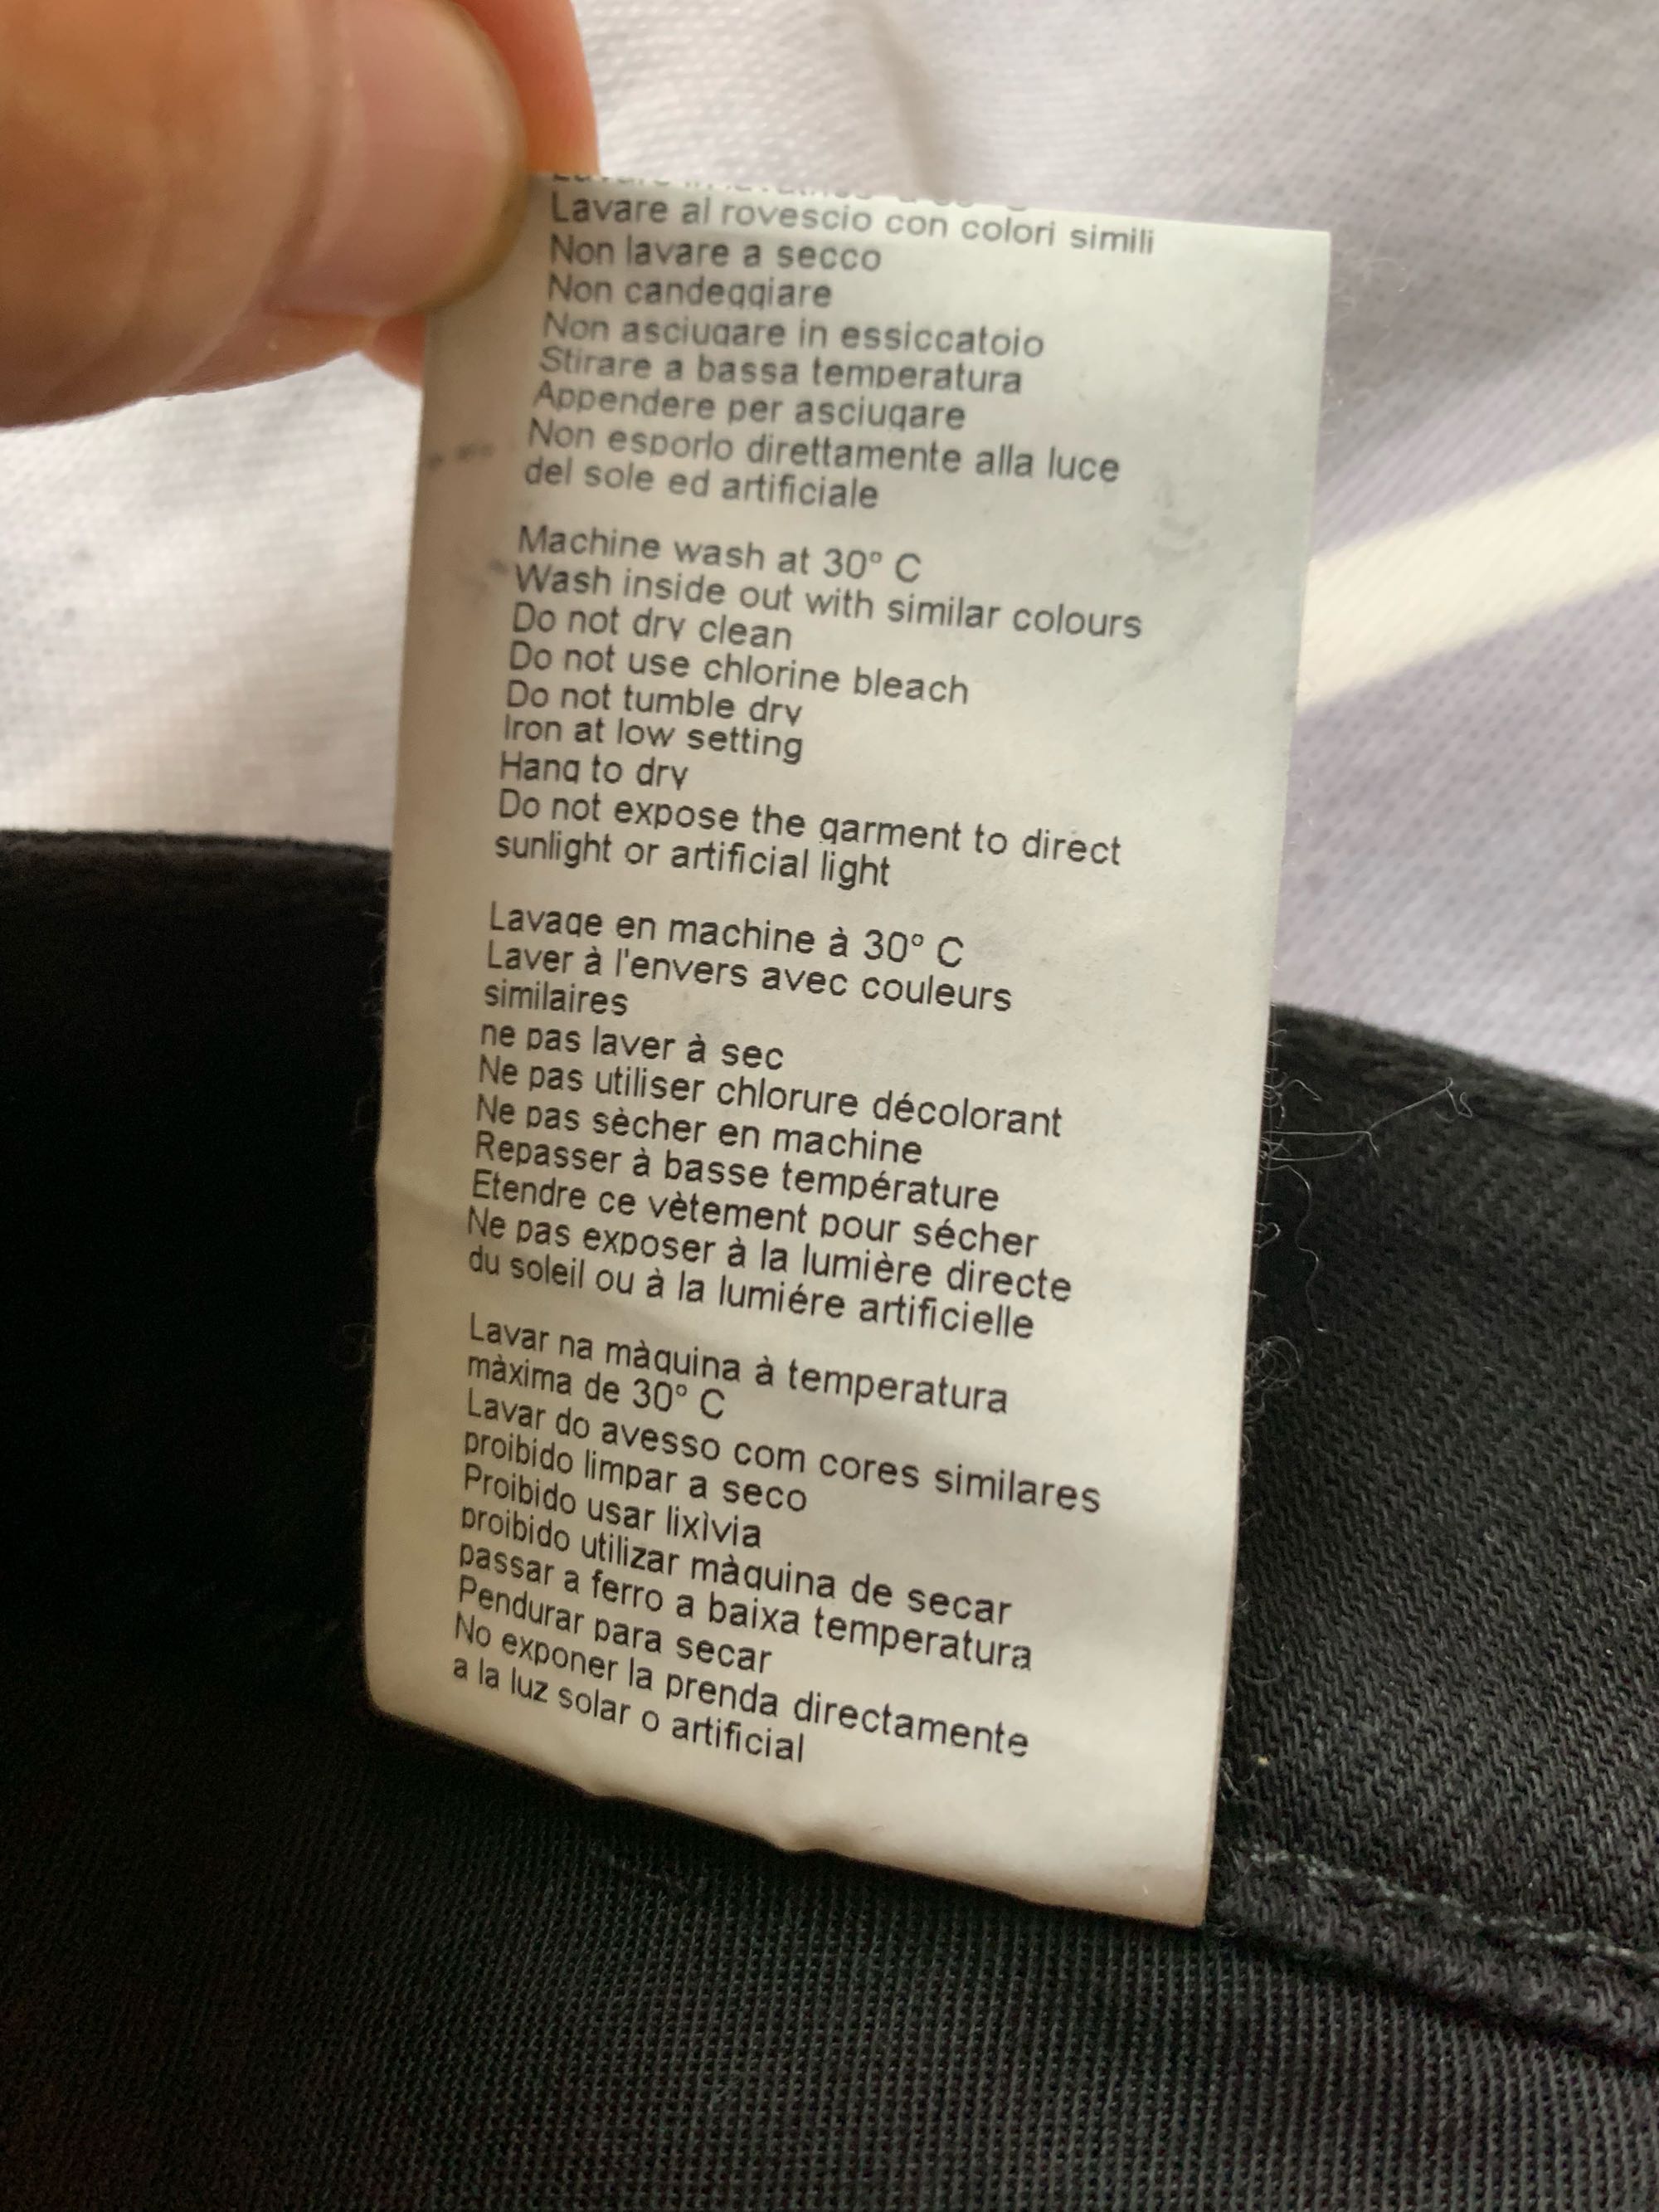 Lavare al rovescio con colori simili
Non lavare a secco
Non candeggiare
Non asciugare in essiccatoio
Stirare a bassa temperatura
Appendere per asciugare
Non esporlo direttamente alla luce
del sole ed artificiale
Machine wash at 30° C
Wash inside out with similar colours
Do not dry clean
Do not use chlorine bleach
Do not tumble dry
Iron at low setting
Hang to dry
Do not expose the garment to direct
sunlight or artificial light
Lavage en machine à 30° C
Laver à l'envers avec couleurs
similaires
ne pas laver à sec
Ne pas utiliser chlorure décolorant
Ne pas sècher en machine
Repasser à basse température
Etendre ce vètement pour sécher
Ne pas exposer à la lumière directe
du soleil ou à la lumiére artificielle
Lavar na màquina à temperatura
màxima de 30° C
Lavar do avesso com cores similares
proibido limpar a seco
Proibido usar lixìvia
proibido utilizar màquina de secar
passar a ferro a baixa temperatura
Pendurar para secar
No exponer la prenda directamente
a la luz solar o artificial